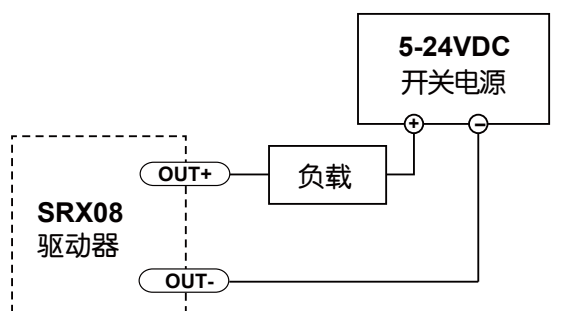 5-24VDC
开关电源
+ −
OUT+
负载
SRX08
驱动器
OUT-